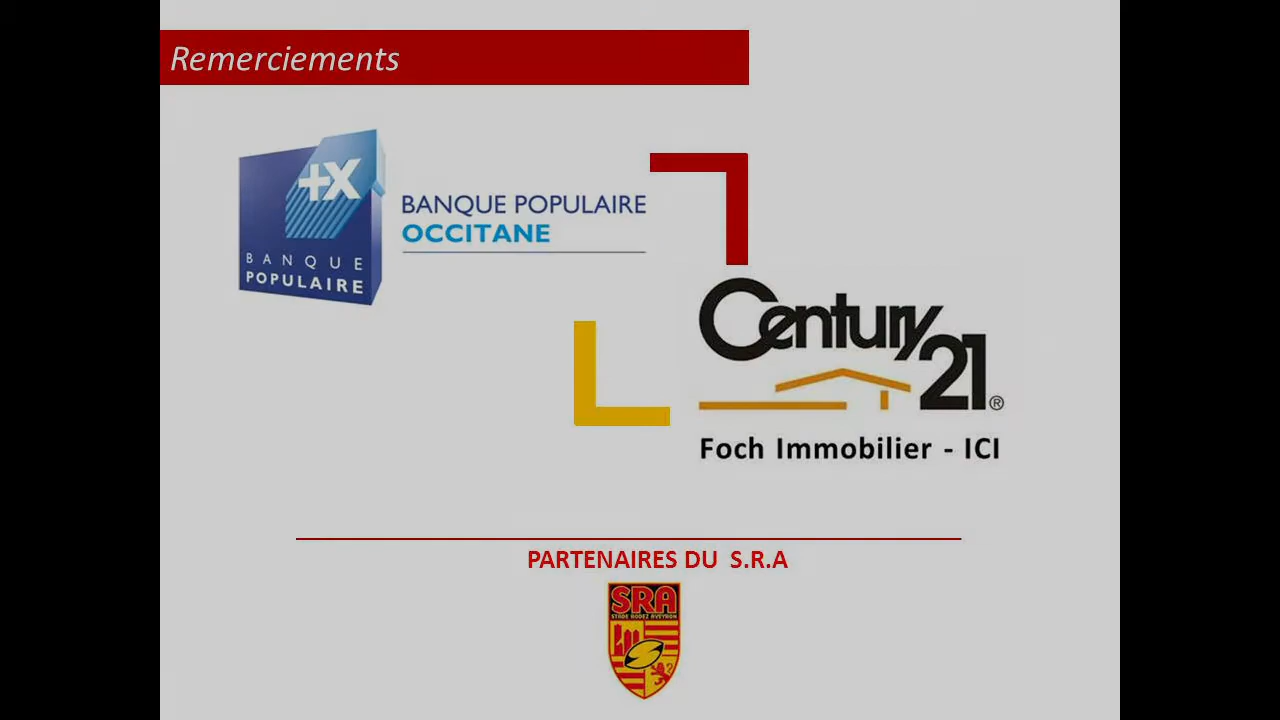 Remerciements
+X
BANQUE
POPULAIRE
BANQUE POPULAIRE
OCCITANE
Century
21®
Foch Immobilier - ICI
PARTENAIRES DU S.R.A
SRA
STADE RODEZ AVEYRON